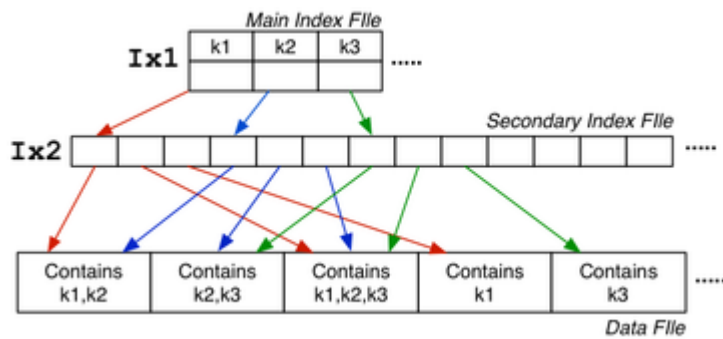 Main Index FIle
Ix1
k1 k2 k3
.....
Secondary Index FIle
Ix2
.....
Contains
k1,k2
Contains
k2,k3
Contains
k1,k2,k3
Contains
k1
Contains
k3
.....
Data FIle